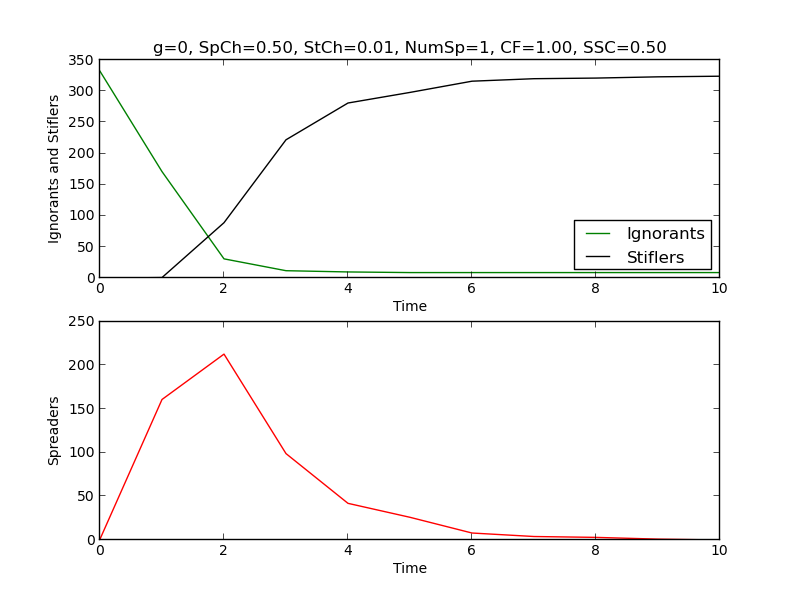 g=0, SpCh=0.50, StCh=0.01, NumSp=1, CF=1.00, SSC=0.50
Ignorants and Stiflers
350
300
250
200
150
100
50
0
Ignorants
Stiflers
0 2 4 6 8 10
Time
Spreaders
250
200
150
100
50
0
0 2 4 6 8 10
Time